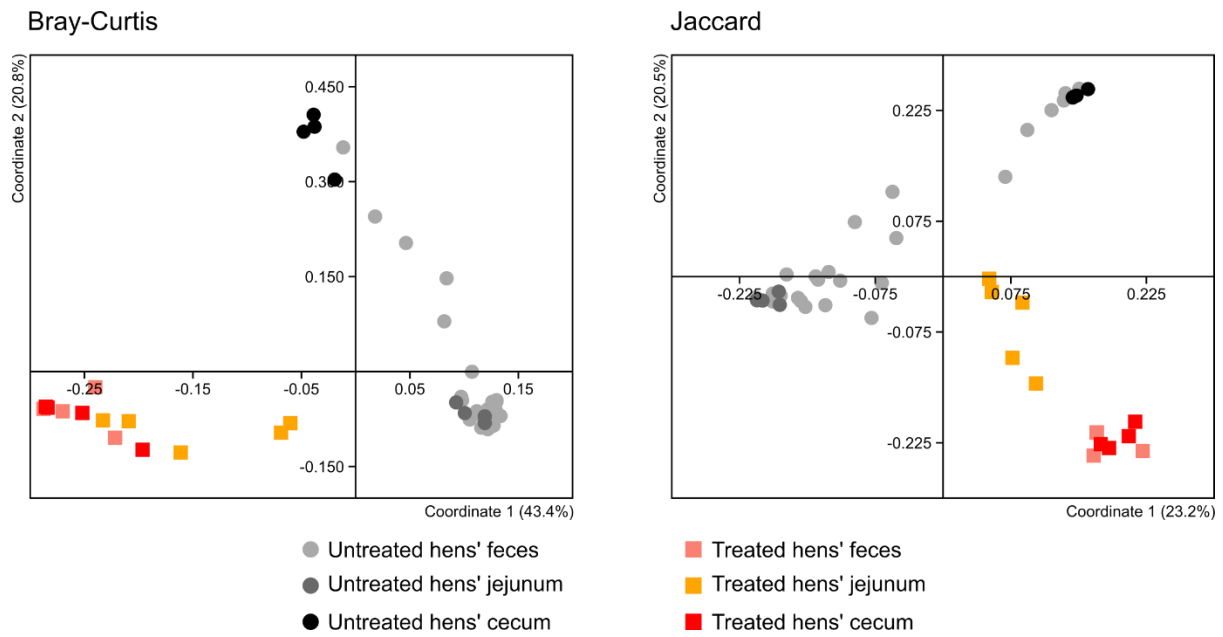 Bray-Curtis
Jaccard
Coordinate 2 (20.8%)
0.450
0.300
0.150
-0.25
-0.15
-0.05
0.05
0.15
-0.150
Coordinate 1 (43.4%)
Coordinate 2 (20.5%)
0.225
0.075
-0.225
-0.075
0.075
0.225
-0.075
-0.225
Coordinate 1 (23.2%)
Untreated hens' feces
Untreated hens' jejunum
Untreated hens' cecum
Treated hens' feces
Treated hens' jejunum
Treated hens' cecum